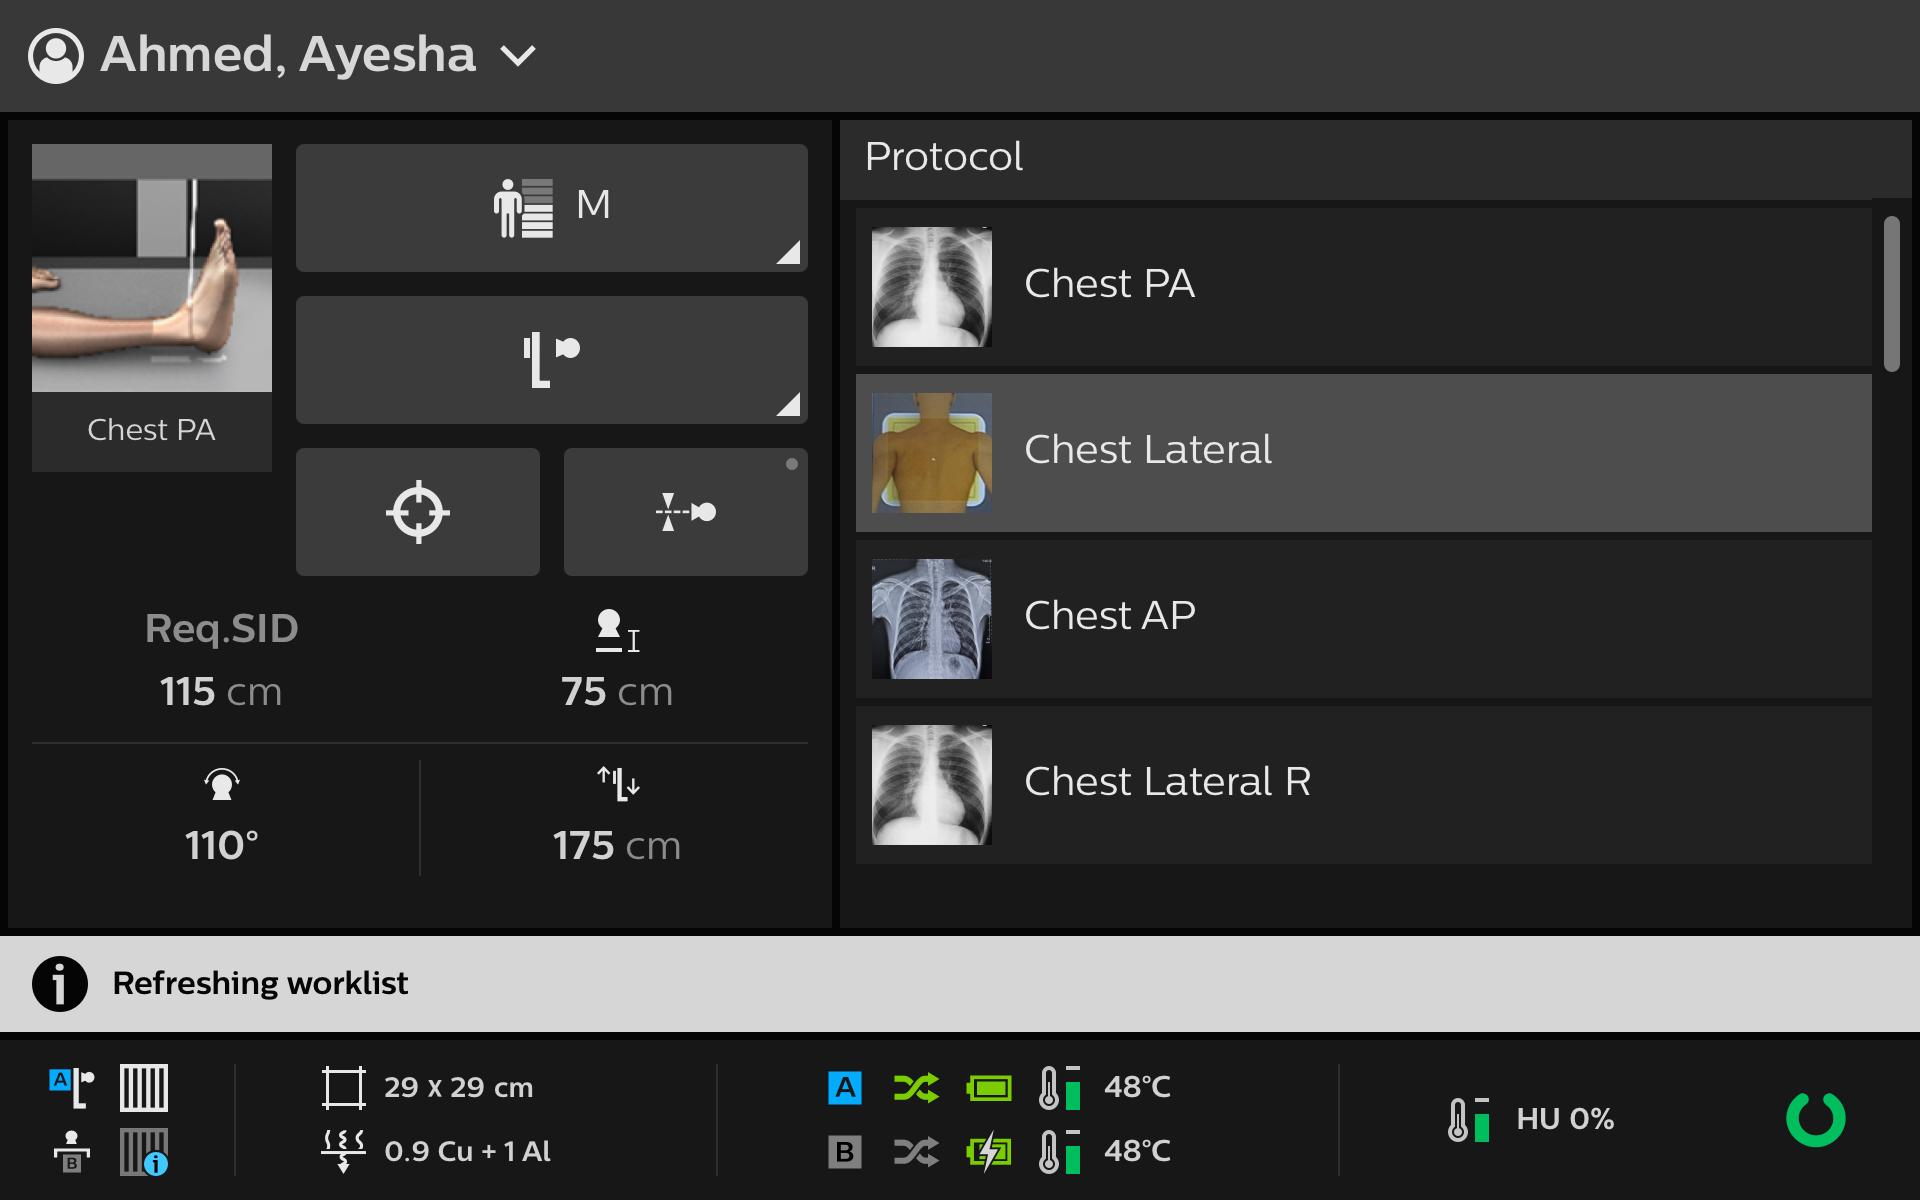 Ahmed, Ayesha
Chest PA
M
Req.SID
115 cm
75 cm
110°
175 cm
Protocol
Chest PA
Chest Lateral
Chest AP
Chest Lateral R
Refreshing worklist
A
B
29 x 29 cm
0.9 Cu + 1 Al
A 48°C
B 48°C
HU 0%